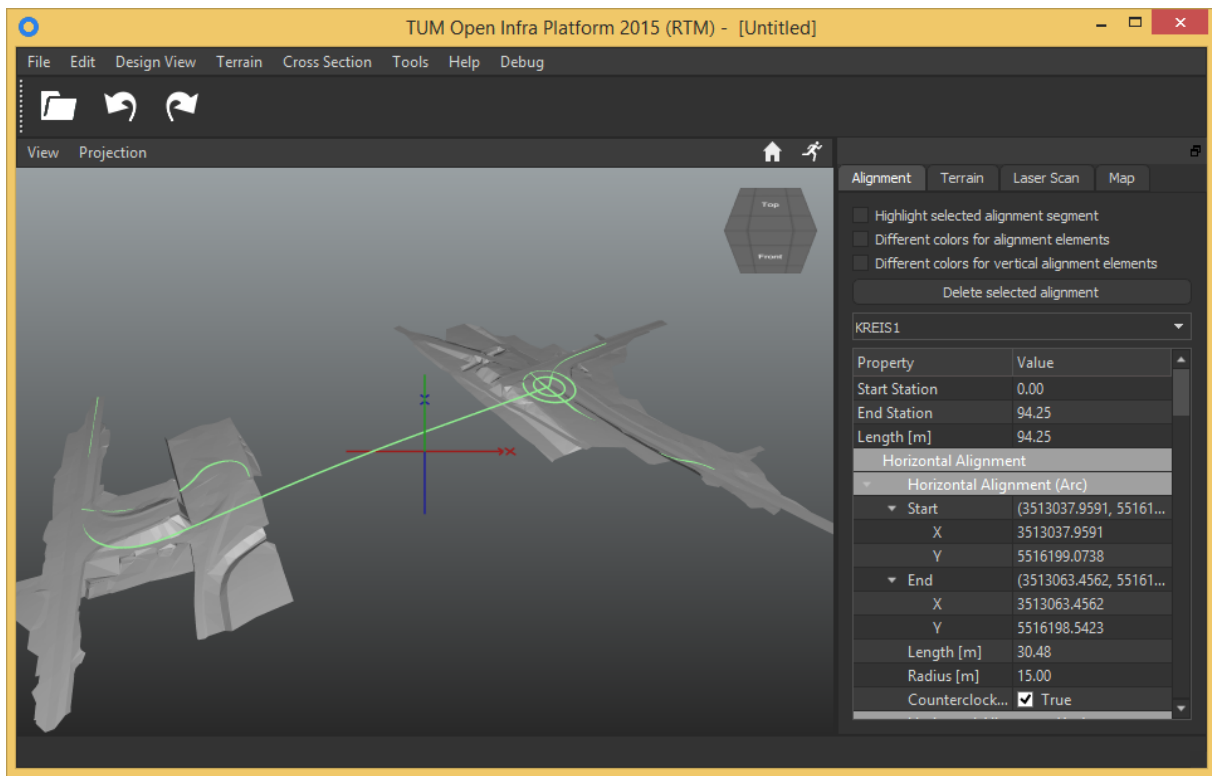 TUM Open Infra Platform 2015 (RTM) - [Untitled]
File Edit Design View Terrain Cross Section Tools Help Debug
View Projection
Top
Front
x
Alignment Terrain Laser Scan Map
Highlight selected alignment segment
Different colors for alignment elements
Different colors for vertical alignment elements
Delete selected alignment
KREIS1
Property Value
Start Station 0.00
End Station 94.25
Length [m] 94.25
Horizontal Alignment
Horizontal Alignment (Arc)
Start (3513037.9591, 55161...
X 3513037.9591
Y 5516199.0738
End (3513063.4562, 55161...
X 3513063.4562
Y 5516198.5423
Length [m] 30.48
Radius [m] 15.00
Counterclock... True